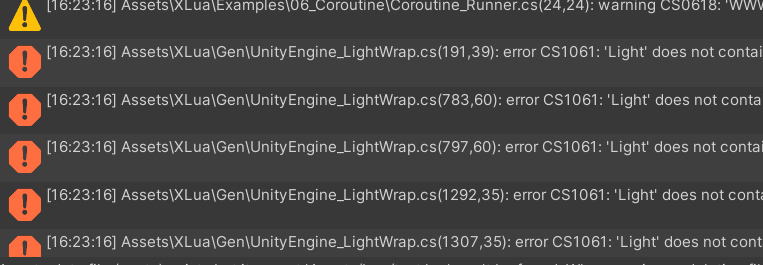 [16:23:16] Assets\XLua\Examples\06_Coroutine\Coroutine_Runner.cs(24,24): warning CS0618: 'WWW
[16:23:16] Assets\XLua\Gen\UnityEngine_LightWrap.cs(191,39): error CS1061: 'Light' does not contai
[16:23:16] Assets\XLua\Gen\UnityEngine_LightWrap.cs(783,60): error CS1061: 'Light' does not conta
[16:23:16] Assets\XLua\Gen\UnityEngine_LightWrap.cs(797,60): error CS1061: 'Light' does not contai
[16:23:16] Assets\XLua\Gen\UnityEngine_LightWrap.cs(1292,35): error CS1061: 'Light' does not cont
[16:23:16] Assets\XLua\Gen\UnityEngine_LightWrap.cs(1307,35): error CS1061: 'Light' does not cont